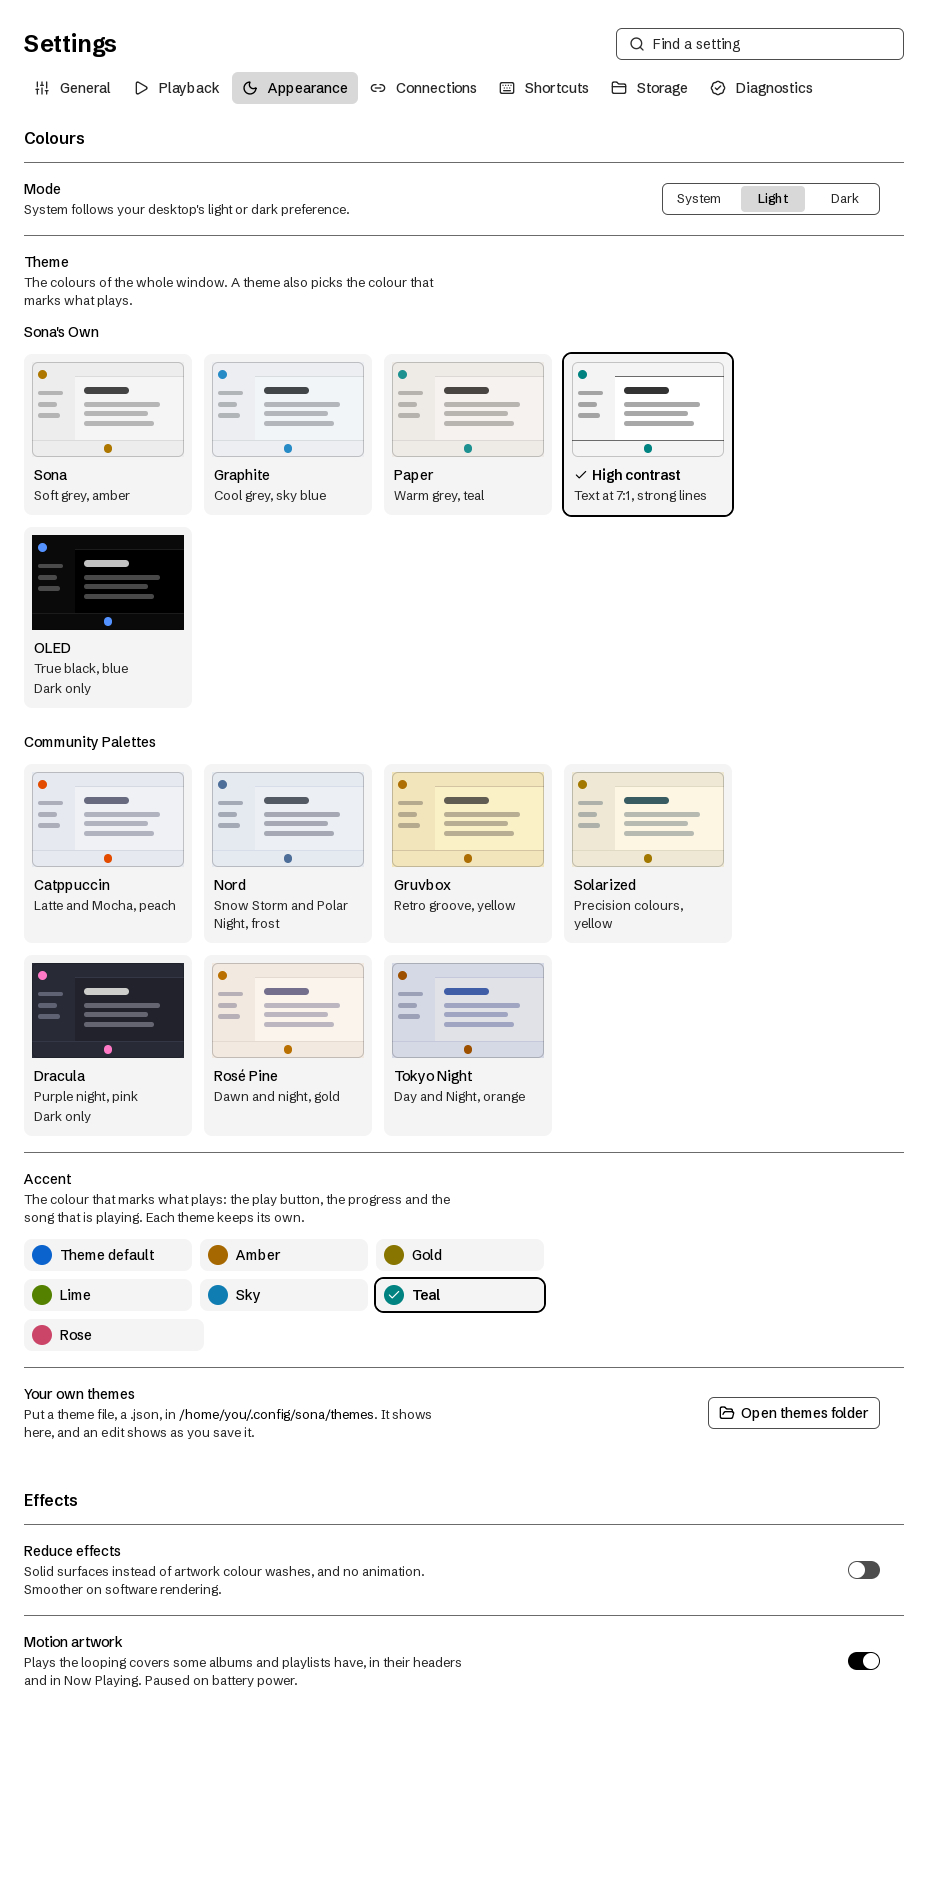 Settings
Find a setting
General
Playback
Appearance
Connections
Shortcuts
Storage
Diagnostics
Colours
Mode
System follows your desktop's light or dark preference.
System
Light
Dark
Theme
The colours of the whole window. A theme also picks the colour that
marks what plays.
Sona's Own
Sona
Soft grey, amber
Graphite
Cool grey, sky blue
Paper
Warm grey, teal
High contrast
Text at 7:1, strong lines
OLED
True black, blue
Dark only
Community Palettes
Catppuccin
Latte and Mocha, peach
Nord
Snow Storm and Polar
Night, frost
Gruvbox
Retro groove, yellow
Solarized
Precision colours,
yellow
Dracula
Purple night, pink
Dark only
Rosé Pine
Dawn and night, gold
Tokyo Night
Day and Night, orange
Accent
The colour that marks what plays: the play button, the progress and the
song that is playing. Each theme keeps its own.
Theme default
Amber
Gold
Lime
Sky
Teal
Rose
Your own themes
Put a theme file, a .json, in /home/you/.config/sona/themes. It shows
here, and an edit shows as you save it.
Open themes folder
Effects
Reduce effects
Solid surfaces instead of artwork colour washes, and no animation.
Smoother on software rendering.
Motion artwork
Plays the looping covers some albums and playlists have, in their headers
and in Now Playing. Paused on battery power.